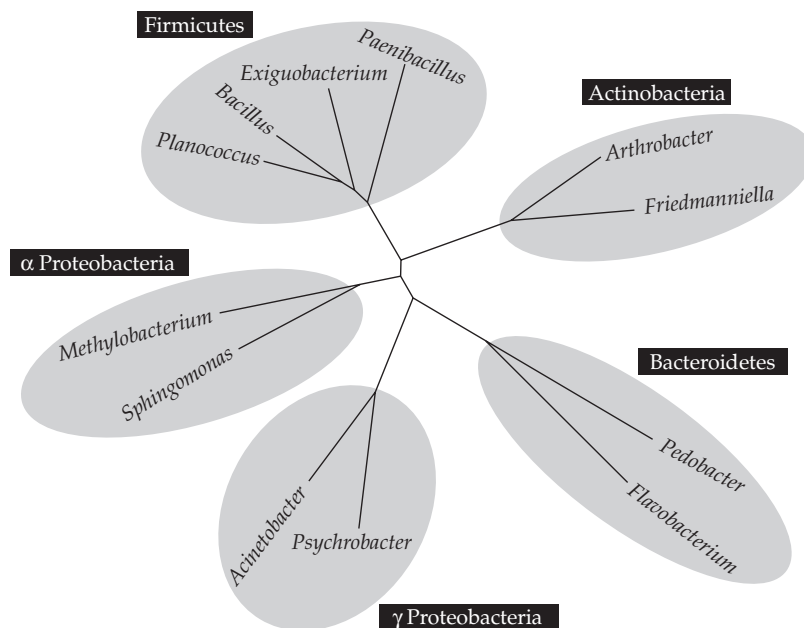 Firmicutes
Paenibacillus
Exiguobacterium
Bacillus
Planococcus
Actinobacteria
Arthrobacter
Friedmanniella
α Proteobacteria
Methylobacterium
Sphingomonas
Bacteroidetes
Pedobacter
Flavobacterium
Acinetobacter
Psychrobacter
γ Proteobacteria